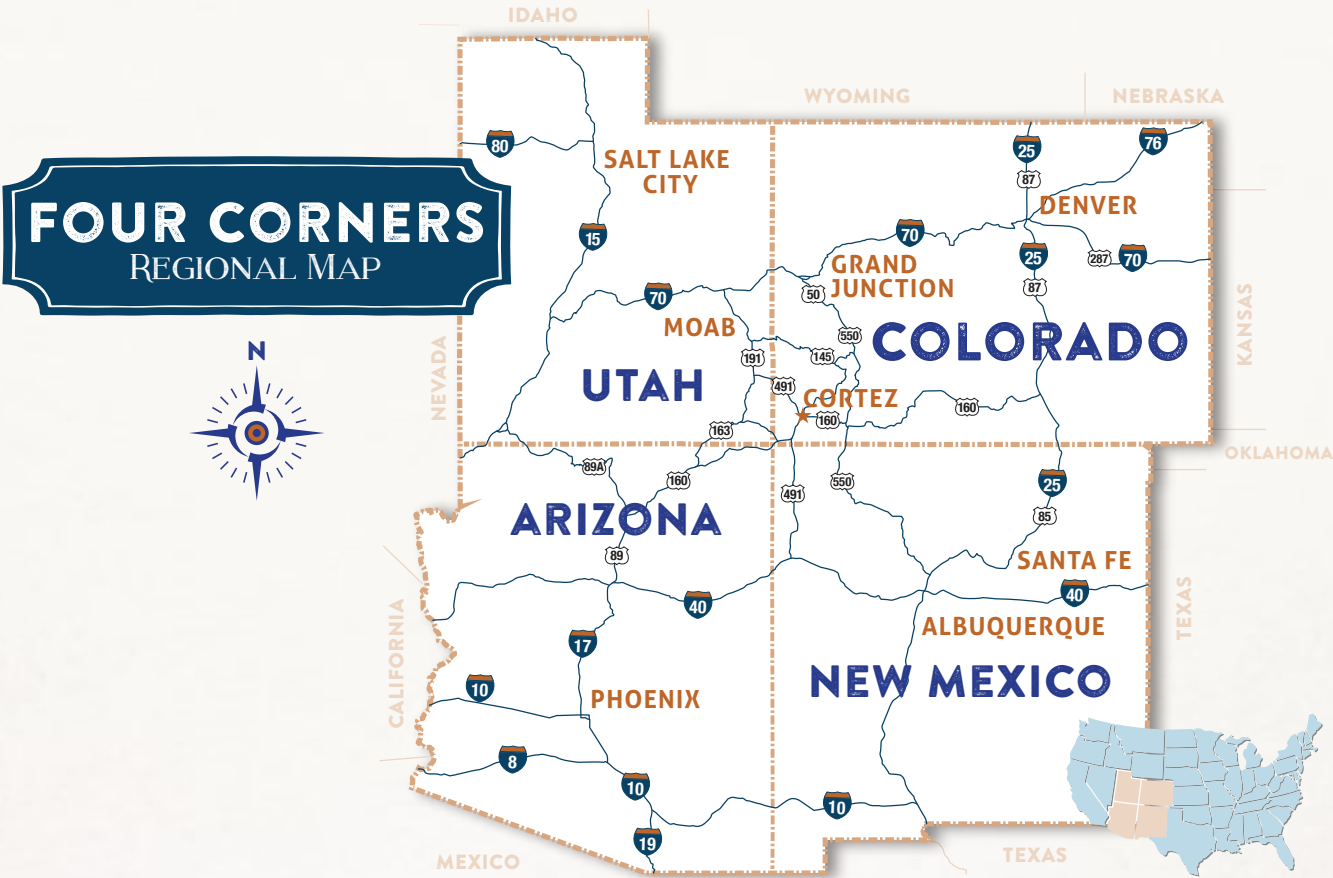 IDAHO
WYOMING
NEBRASKA
80
25
76
SALT LAKE
CITY
87
FOUR CORNERS
REGIONAL MAP
DENVER
15
70
25
287
70
GRAND
JUNCTION
50
87
70
MOAB
KANSAS
NEVADA
N
550
COLORADO
191
145
UTAH
491
CORTEZ
160
160
163
OKLAHOMA
89A
160
550
25
491
ARIZONA
85
89
SANTA FE
40
40
TEXAS
ALBUQUERQUE
CALIFORNIA
17
NEW MEXICO
10
PHOENIX
8
10
10
19
MEXICO
TEXAS